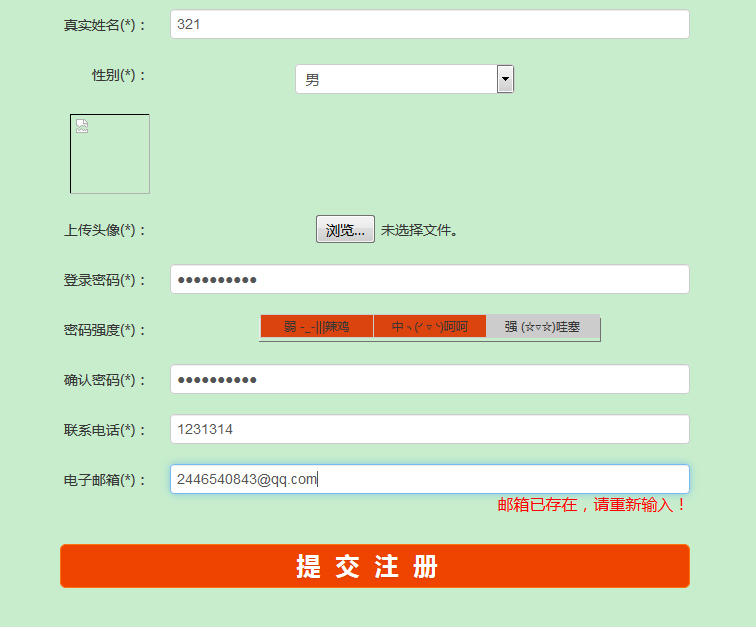 真实姓名(*)： 321
性别(*)： 男
上传头像(*)： 浏览... 未选择文件。
登录密码(*)： ●●●●●●●●●●
密码强度(*)： 弱 -_-|||辣鸡 中ヽ(′▿｀ヽ)呵呵 强 (☆▿☆)哇塞
确认密码(*)： ●●●●●●●●●●
联系电话(*)： 1231314
电子邮箱(*)： 2446540843@qq.com
邮箱已存在，请重新输入！
提 交 注 册